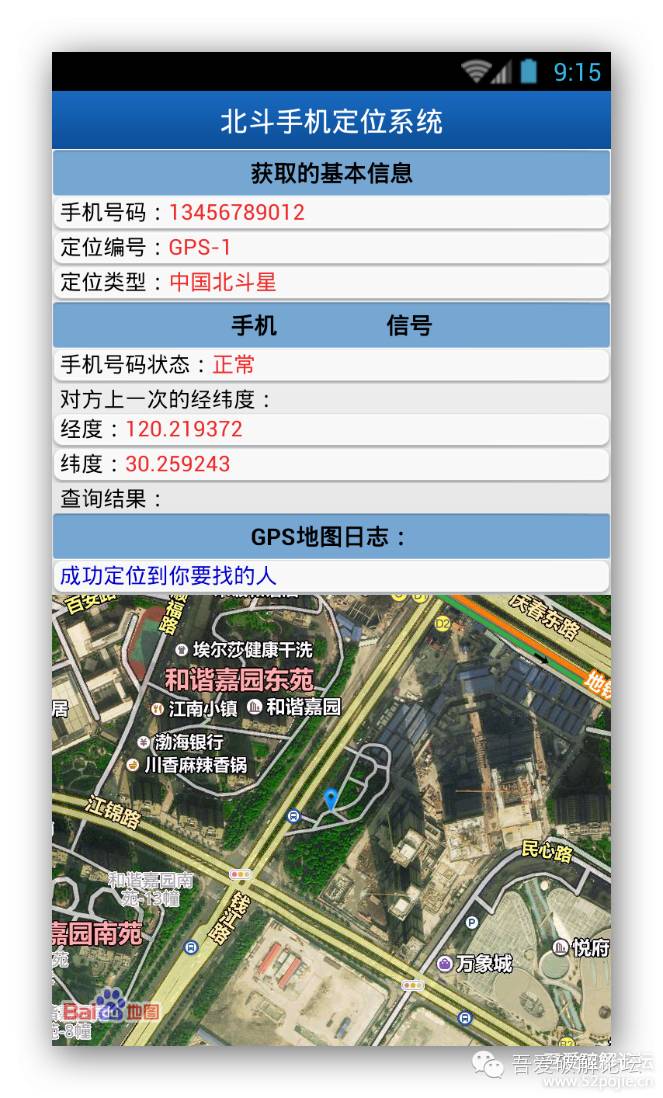 9:15
北斗手机定位系统
获取的基本信息
手机号码：13456789012
定位编号：GPS-1
定位类型：中国北斗星
手机 信号
手机号码状态：正常
对方上一次的经纬度：
经度：120.219372
纬度：30.259243
查询结果：
GPS地图日志：
成功定位到你要找的人
百安路
顺福路
庆春东路
D2
地铁
埃尔莎健康干洗
和谐嘉园东苑
居
江南小镇
和谐嘉园
渤海银行
川香麻辣香锅
江锦路
民心路
和谐嘉园南
苑-13幢
钱江路
P
嘉园南苑
苑
万象城
悦府
Bai du 地图
苑-8幢
吾爱破解论坛
www.52pojie.cn